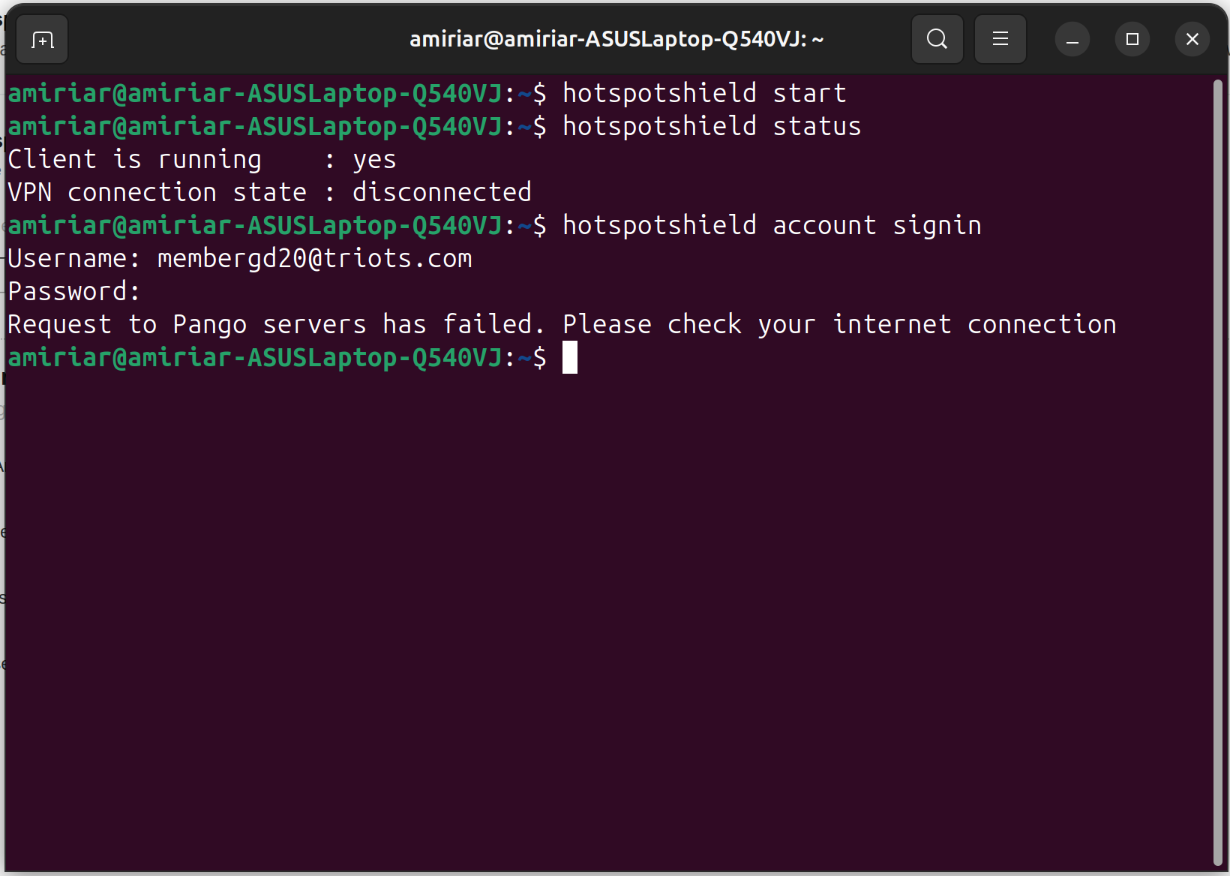 amiriar@amiriar-ASUSLaptop-Q540VJ: ~
amiriar@amiriar-ASUSLaptop-Q540VJ:~$ hotspotshield start
amiriar@amiriar-ASUSLaptop-Q540VJ:~$ hotspotshield status
Client is running    : yes
VPN connection state : disconnected
amiriar@amiriar-ASUSLaptop-Q540VJ:~$ hotspotshield account signin
Username: membergd20@triots.com
Password:
Request to Pango servers has failed. Please check your internet connection
amiriar@amiriar-ASUSLaptop-Q540VJ:~$